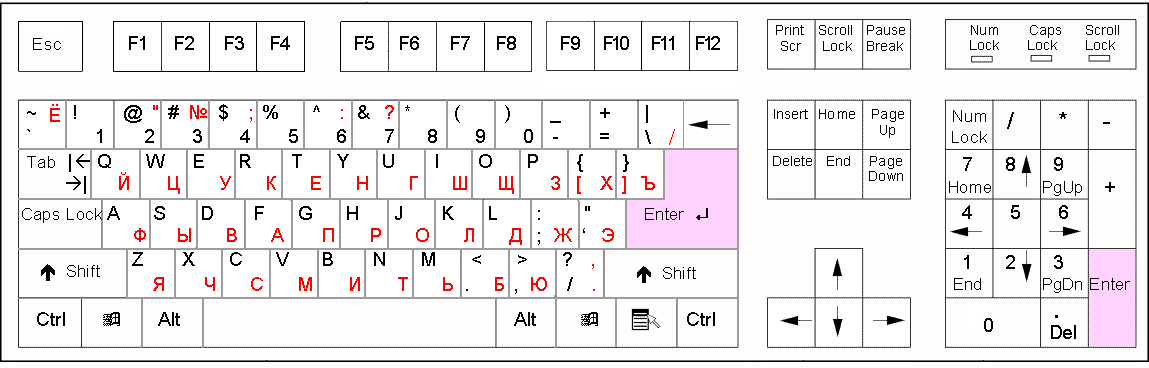 Esc F1 F2 F3 F4 F5 F6 F7 F8 F9 F10 F11 F12 Print Scr Scroll Lock Pause Break Num Lock Caps Lock Scroll Lock
~ Ё ! @ " # № $ ; % ^ : & ? * ( ) _ + |
` 1 2 3 4 5 6 7 8 9 0 - = \ /
Insert Home Page Up Num Lock / * -
Tab Q W E R T Y U I O P { }
Й Ц У К Е Н Г Ш Щ З [ Х ] Ъ
Delete End Page Down 7 Home 8 9 PgUp +
Caps Lock A S D F G H J K L : " Enter
Ф Ы В А П Р О Л Д ; Ж ' Э
4 5 6
Shift Z X C V B N M < > ? , Shift
Я Ч С М И Т Ь . Б , Ю / .
1 End 2 3 PgDn Enter
Ctrl Alt Alt Ctrl
0 . Del